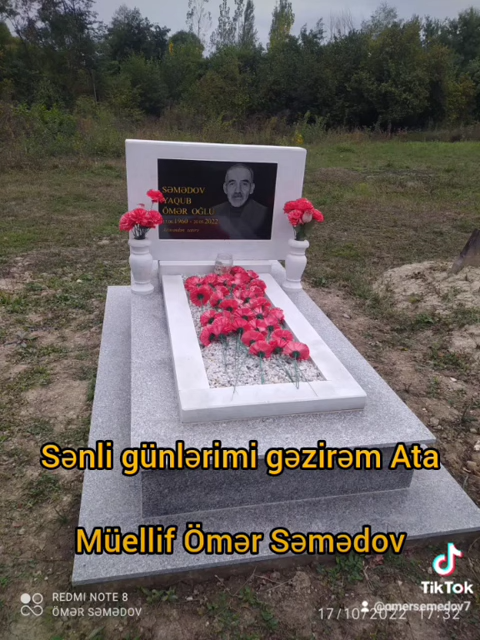 SƏMƏDOV
YAQUB
ÖMƏR OĞLU
Sənli günlərimi gəzirəm Ata
Müellif Ömər Səmədov
TikTok
@omersemedov7
REDMI NOTE 8
ÖMƏR SƏMƏDOV
17/10/2022 17:32